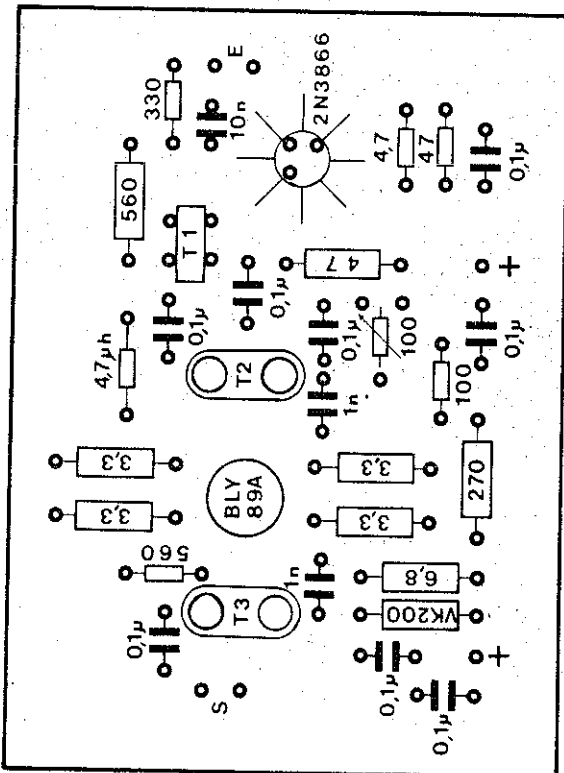 E
330
10n
2N3866
560
T1
4,7
47
0,1µ
0,1µ
47
+
4,7µh
0,1µ
0,1µ
100
0,1µ
T2
1n
100
3,3
3,3
BLY
89A
3,3
3,3
270
560
1n
6,8
T3
VK200
0,1µ
+
S
0,1µ
0,1µ